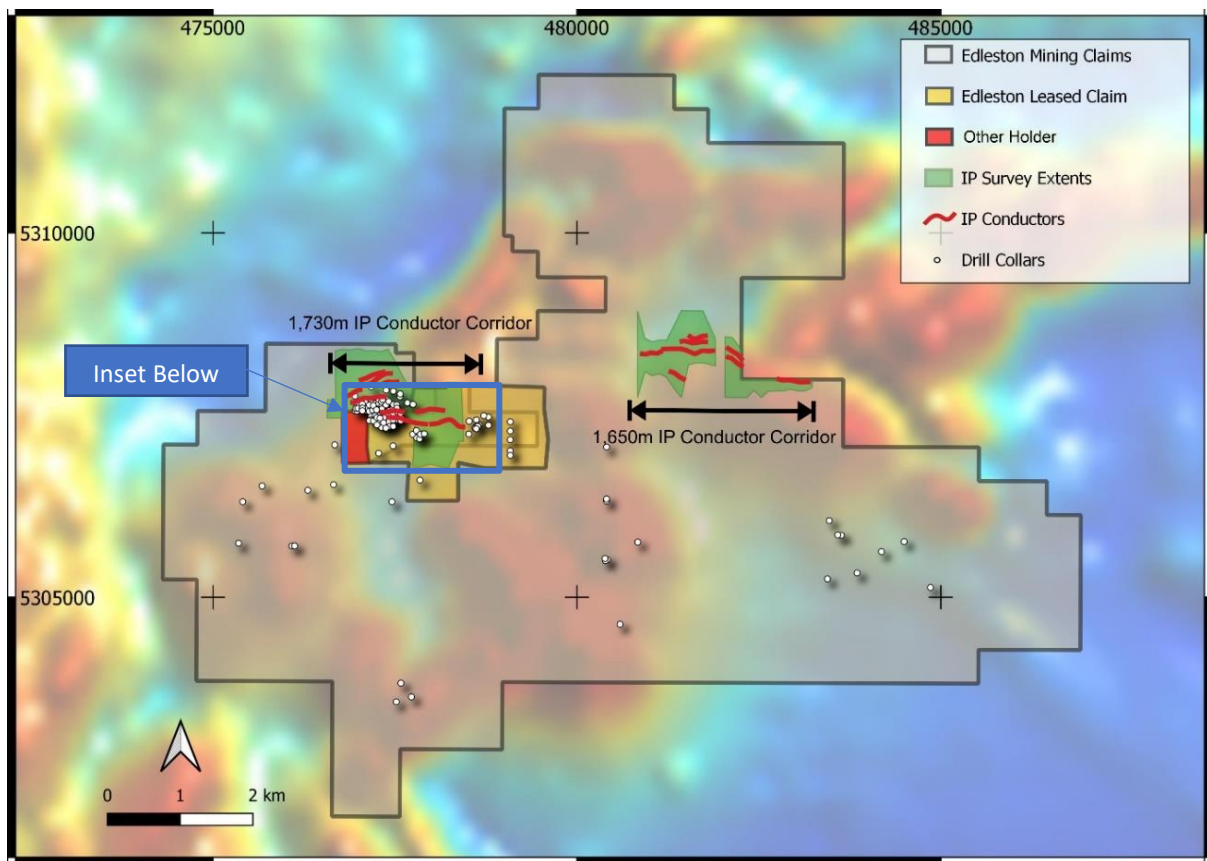 475000
480000
485000
Edleston Mining Claims
Edleston Leased Claim
Other Holder
IP Survey Extents
IP Conductors
Drill Collars
5310000
1,730m IP Conductor Corridor
Inset Below
1,650m IP Conductor Corridor
5305000
0 1 2 km